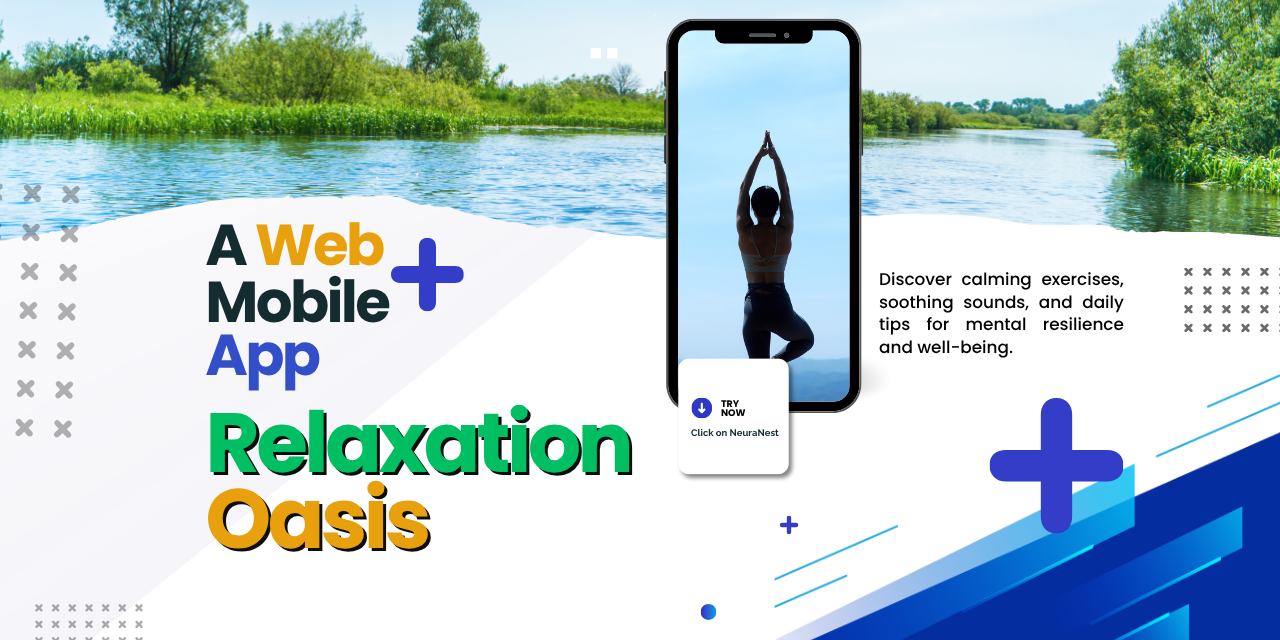 A Web
Mobile
App
Relaxation
Oasis
TRY
NOW
Click on NeuraNest
Discover calming exercises,
soothing sounds, and daily
tips for mental resilience
and well-being.